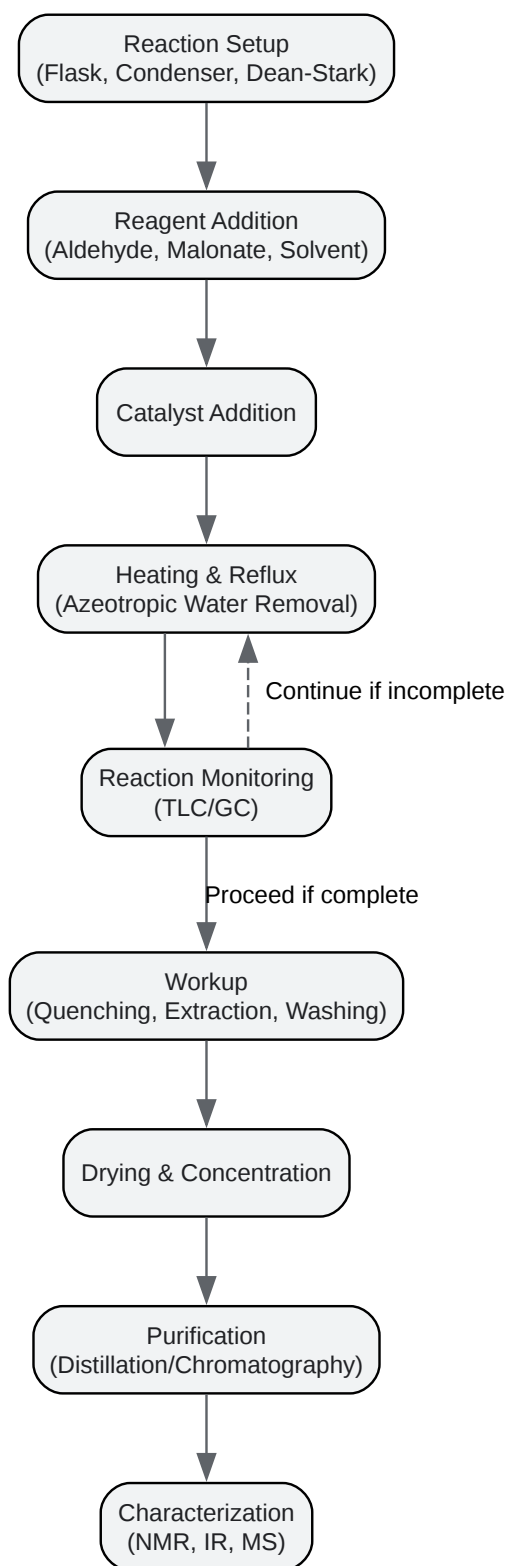 Reaction Setup
(Flask, Condenser, Dean-Stark)
Reagent Addition
(Aldehyde, Malonate, Solvent)
Catalyst Addition
Heating & Reflux
(Azeotropic Water Removal)
Continue if incomplete
Reaction Monitoring
(TLC/GC)
Proceed if complete
Workup
(Quenching, Extraction, Washing)
Drying & Concentration
Purification
(Distillation/Chromatography)
Characterization
(NMR, IR, MS)